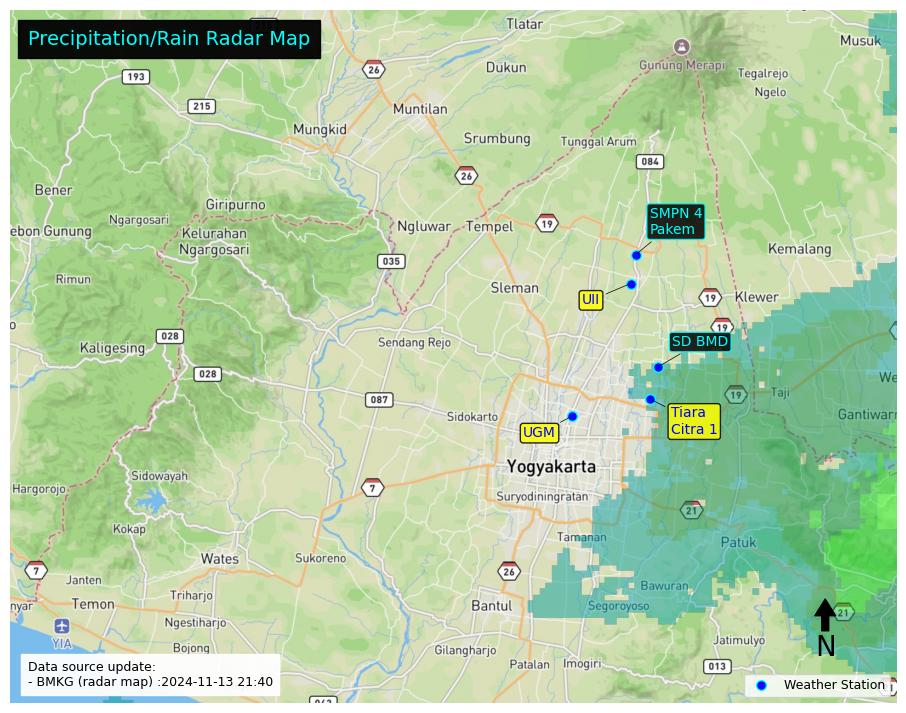 Precipitation/Rain Radar Map
Tlatar
Musuk
26
Dukun
Gunung Merapi
Tegalrejo
193
Ngelo
215
Muntilan
Mungkid
Srumbung
Tunggal Arum
084
26
Bener
Giripurno
SMPN 4
Pakem
Ngargosari
Ngluwar
Tempel
19
ebon Gunung
Kelurahan
Ngargosari
Kemalang
035
Rimun
Sleman
UII
19
Klewer
19
028
SD BMD
Kaligesing
Sendang Rejo
028
We
087
19
Taji
Sidokarto
Tiara
Citra 1
Gantiwar
UGM
Yogyakarta
Sidowayah
Hargorojo
7
Suryodiningratan
21
Kokap
Tamanan
Patuk
Wates
Sukoreno
7
26
Janten
Bawuran
Triharjo
nyar
Temon
Bantul
Segoroyoso
21
Ngestiharjo
YIA
Bojong
Gilangharjo
Jatimulyo
N
Patalan
Imogiri
013
Data source update:
- BMKG (radar map) :2024-11-13 21:40
Weather Station